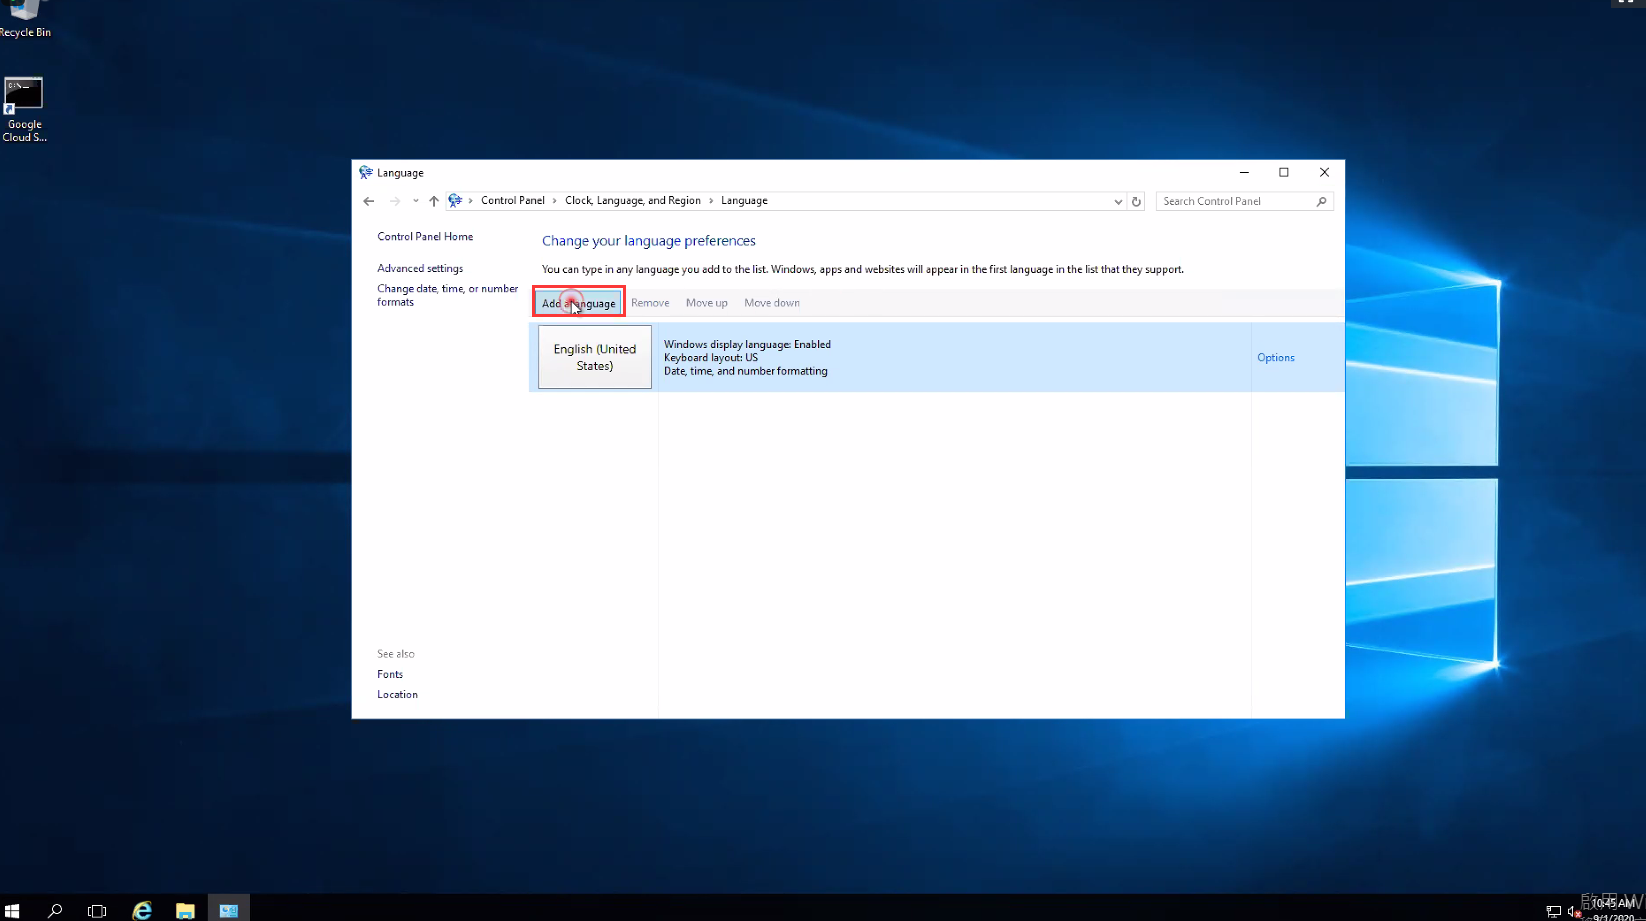 Recycle Bin
Google
Cloud S...
Language
Control Panel
Clock, Language, and Region
Language
Search Control Panel
Control Panel Home
Advanced settings
Change date, time, or number
formats
Change your language preferences
You can type in any language you add to the list. Windows, apps and websites will appear in the first language in the list that they support.
Add a language
Remove
Move up
Move down
English (United
States)
Windows display language: Enabled
Keyboard layout: US
Date, time, and number formatting
Options
See also
Fonts
Location
啟用 W
10:45 AM
9/1/2020